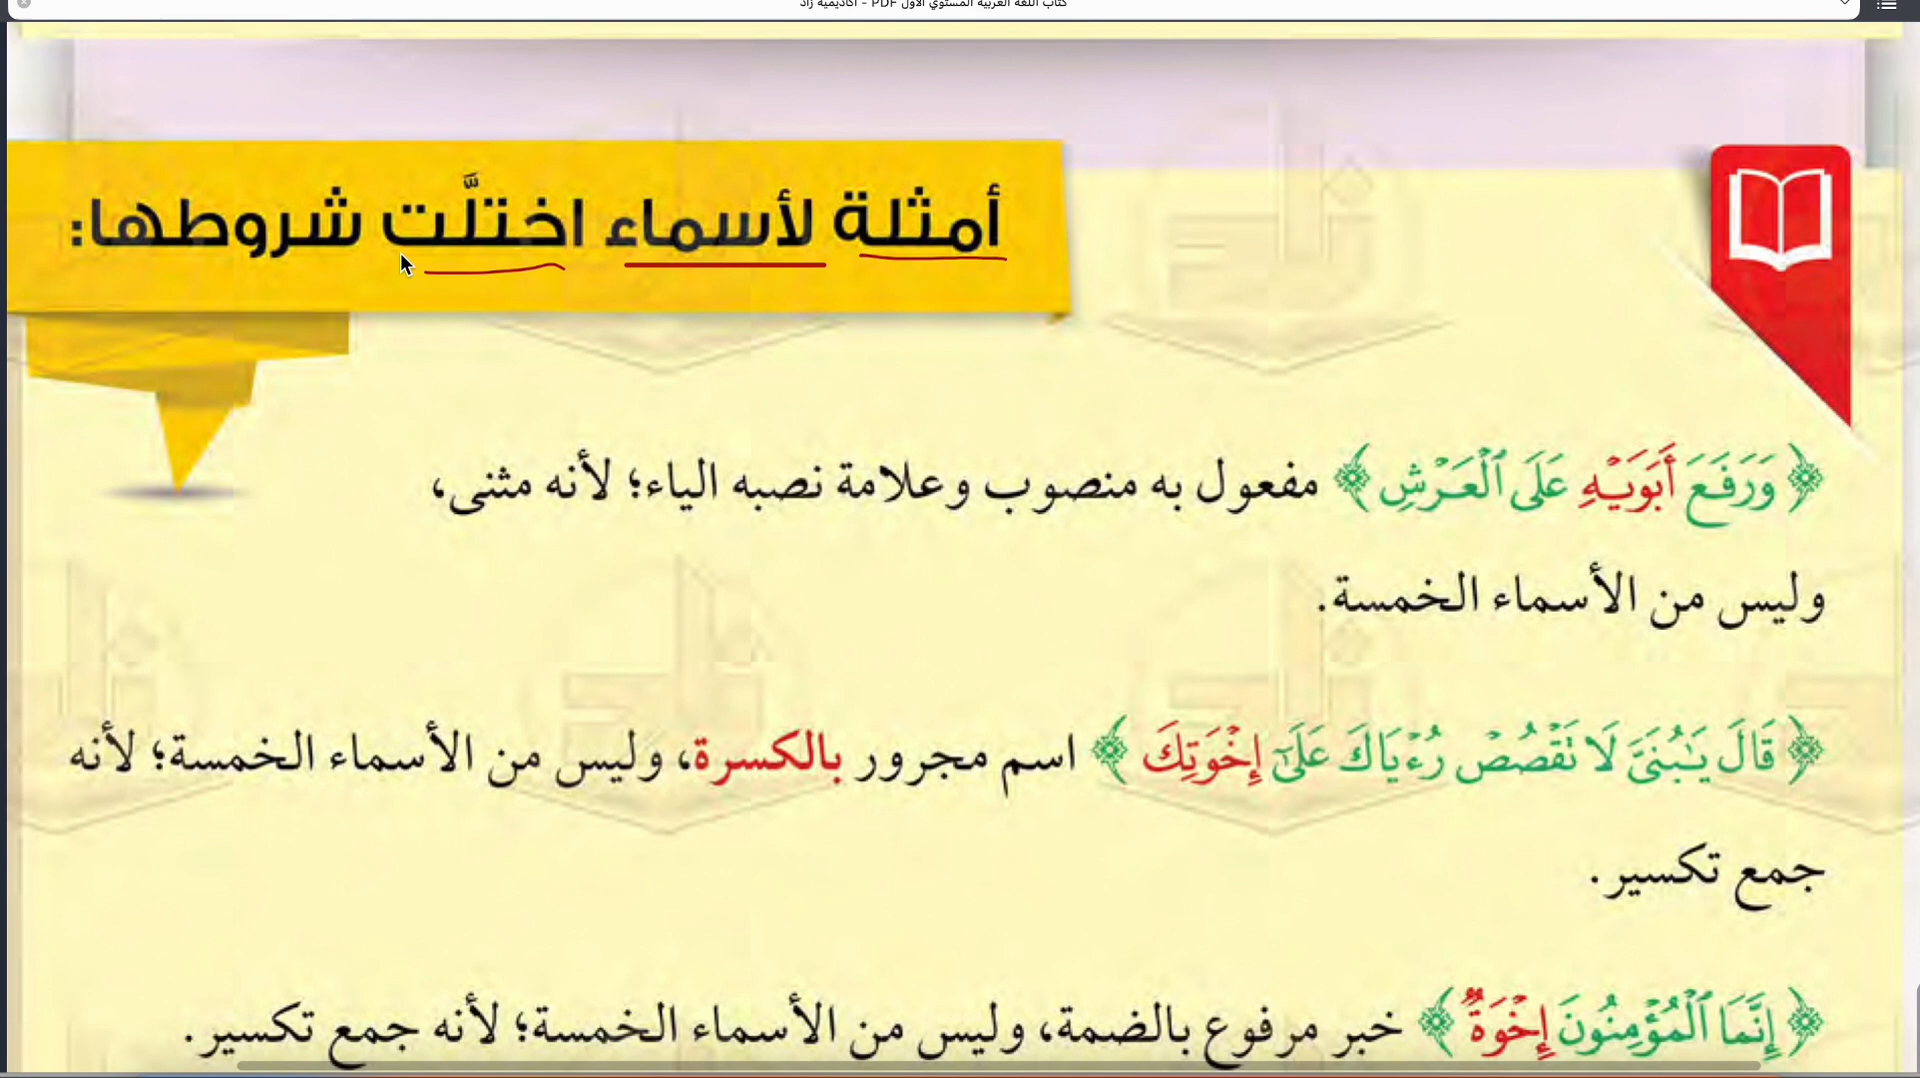 كتاب اللغة العربية المستوي الأول PDF - أكاديمية زاد
أمثلة لأسماء اختلَّت شروطها:
﴿وَرَفَعَ أَبَوَيْهِ عَلَى ٱلْعَرْشِ﴾ مفعول به منصوب وعلامة نصبه الياء؛ لأنه مثنى،
وليس من الأسماء الخمسة.
﴿قَالَ يَٰبُنَىَّ لَا تَقْصُصْ رُءْيَاكَ عَلَىٰٓ إِخْوَتِكَ﴾ اسم مجرور بالكسرة، وليس من الأسماء الخمسة؛ لأنه
جمع تكسير.
﴿إِنَّمَا ٱلْمُؤْمِنُونَ إِخْوَةٌ﴾ خبر مرفوع بالضمة، وليس من الأسماء الخمسة؛ لأنه جمع تكسير.